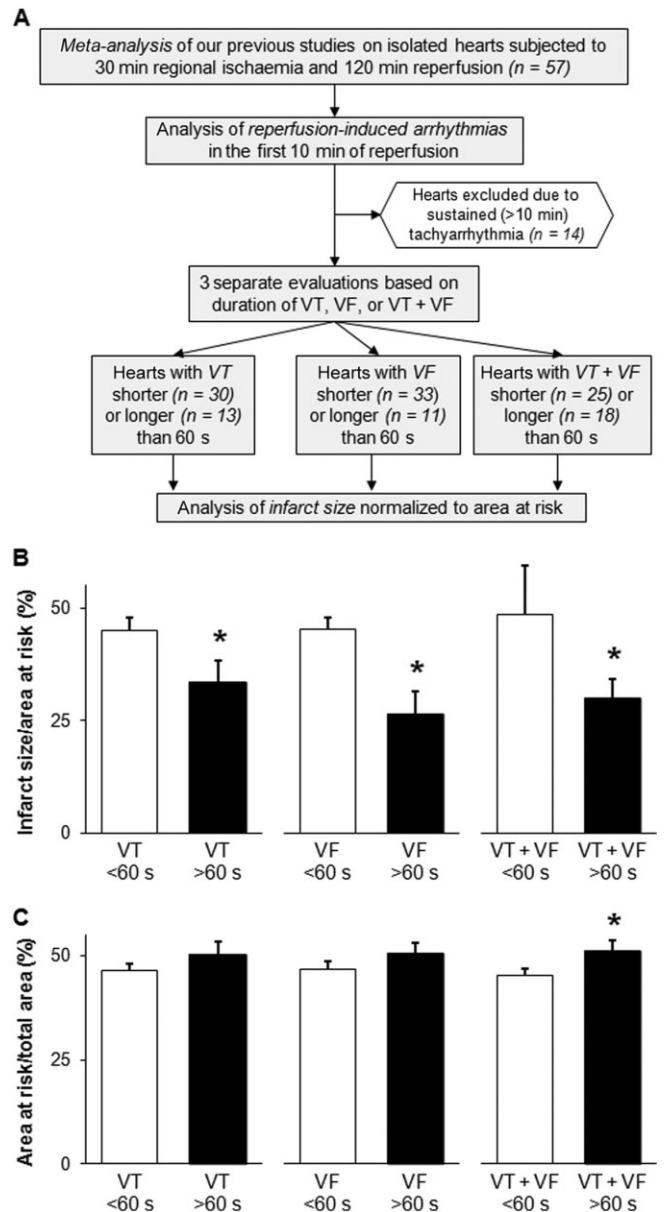 A
Meta-analysis of our previous studies on isolated hearts subjected to
30 min regional ischaemia and 120 min reperfusion (n = 57)
Analysis of reperfusion-induced arrhythmias
in the first 10 min of reperfusion
Hearts excluded due to
sustained (>10 min)
tachyarrhythmia (n = 14)
3 separate evaluations based on
duration of VT, VF, or VT + VF
Hearts with VT
shorter (n = 30)
or longer (n = 13)
than 60 s
Hearts with VF
shorter (n = 33)
or longer (n = 11)
than 60 s
Hearts with VT + VF
shorter (n = 25) or
longer (n = 18)
than 60 s
Analysis of infarct size normalized to area at risk
B
Infarct size/area at risk (%)
50
25
0
*
*
*
VT
<60 s
VT
>60 s
VF
<60 s
VF
>60 s
VT + VF
<60 s
VT + VF
>60 s
C
Area at risk/total area (%)
50
25
0
*
VT
<60 s
VT
>60 s
VF
<60 s
VF
>60 s
VT + VF
<60 s
VT + VF
>60 s